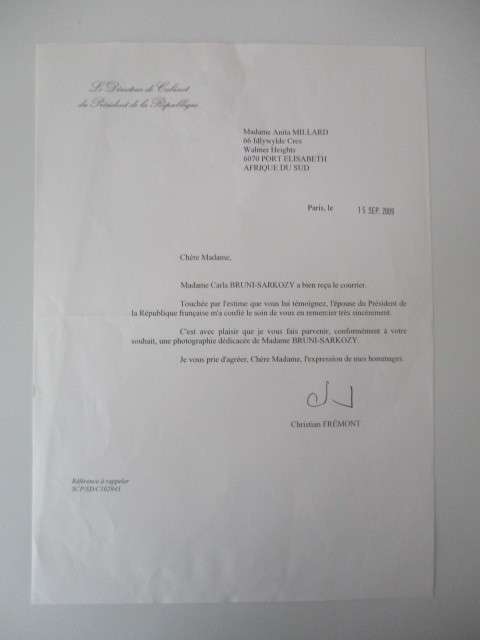 Le Directeur de Cabinet
du Président de la République
Madame Anita MILLARD
66 Idlywylde Cres
Walmer Heights
6070 PORT ELISABETH
AFRIQUE DU SUD
Paris, le 15 SEP. 2009
Chère Madame,
Madame Carla BRUNI-SARKOZY a bien reçu le courrier.
Touchée par l'estime que vous lui témoignez, l'épouse du Président de
la République française m'a confié le soin de vous en remercier très sincèrement.
C'est avec plaisir que je vous fais parvenir, conformément à votre
souhait, une photographie dédicacée de Madame BRUNI-SARKOZY.
Je vous prie d'agréer, Chère Madame, l'expression de mes hommages.
Christian FRÉMONT
Référence à rappeler